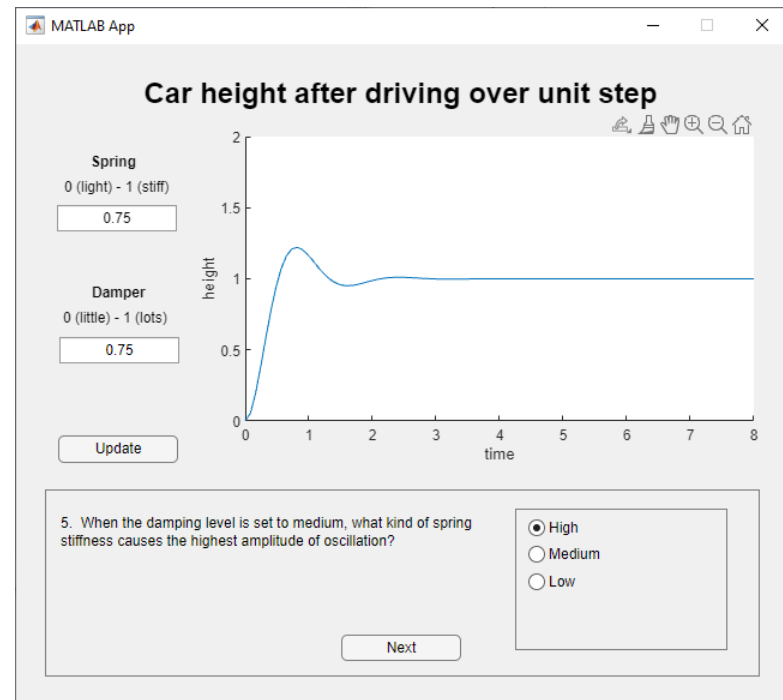 MATLAB App
Car height after driving over unit step
Spring
0 (light) - 1 (stiff)
0.75
Damper
0 (little) - 1 (lots)
0.75
Update
2
1.5
1
0.5
0
height
0 1 2 3 4 5 6 7 8
time
5. When the damping level is set to medium, what kind of spring
stiffness causes the highest amplitude of oscillation?
High
Medium
Low
Next